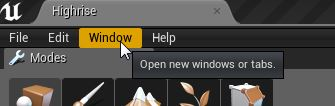 Highrise
File Edit Window Help
Modes
Open new windows or tabs.